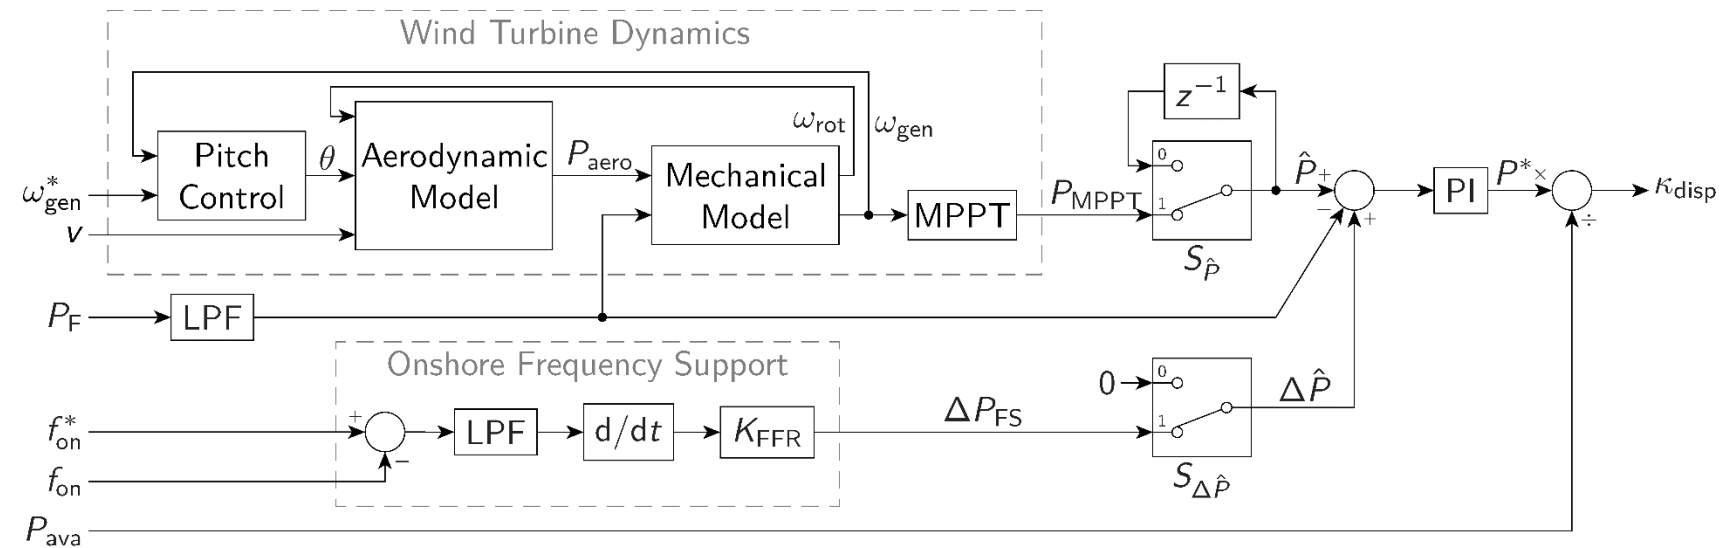 Wind Turbine Dynamics
z⁻¹
ω_rot
ω_gen
Pitch
Control
θ
Aerodynamic
Model
P_aero
Mechanical
Model
MPPT
P_MPPT
0
1
S_P̂
P̂
+
−
+
PI
P*
×
÷
κ_disp
ω*_gen
v
P_F
LPF
Onshore Frequency Support
f*_on
+
−
LPF
d/dt
K_FFR
ΔP_FS
0
0
1
S_ΔP̂
ΔP̂
f_on
P_ava